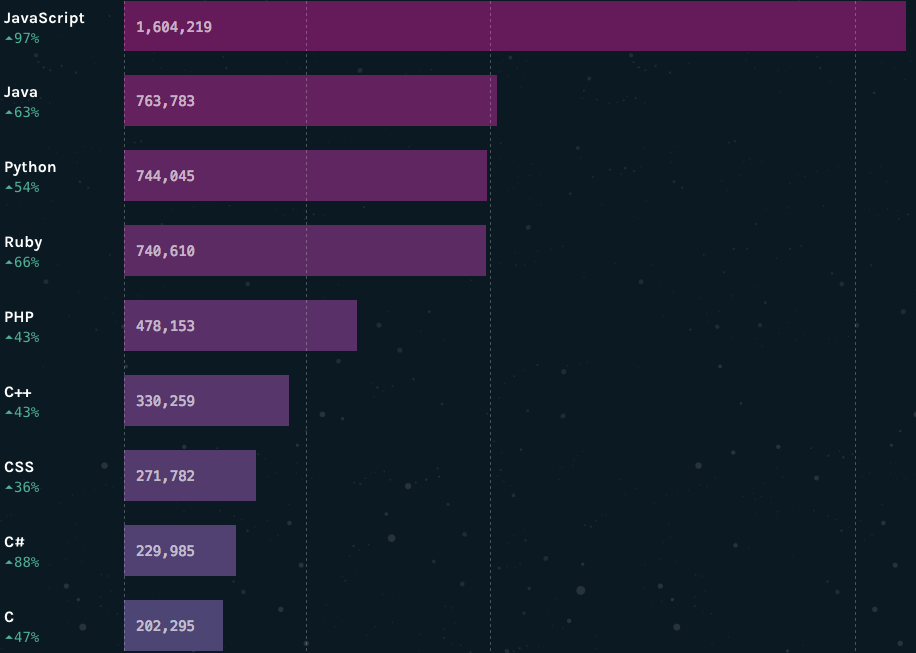 JavaScript
▲97%
1,604,219
Java
▲63%
763,783
Python
▲54%
744,045
Ruby
▲66%
740,610
PHP
▲43%
478,153
C++
▲43%
330,259
CSS
▲36%
271,782
C#
▲88%
229,985
C
▲47%
202,295